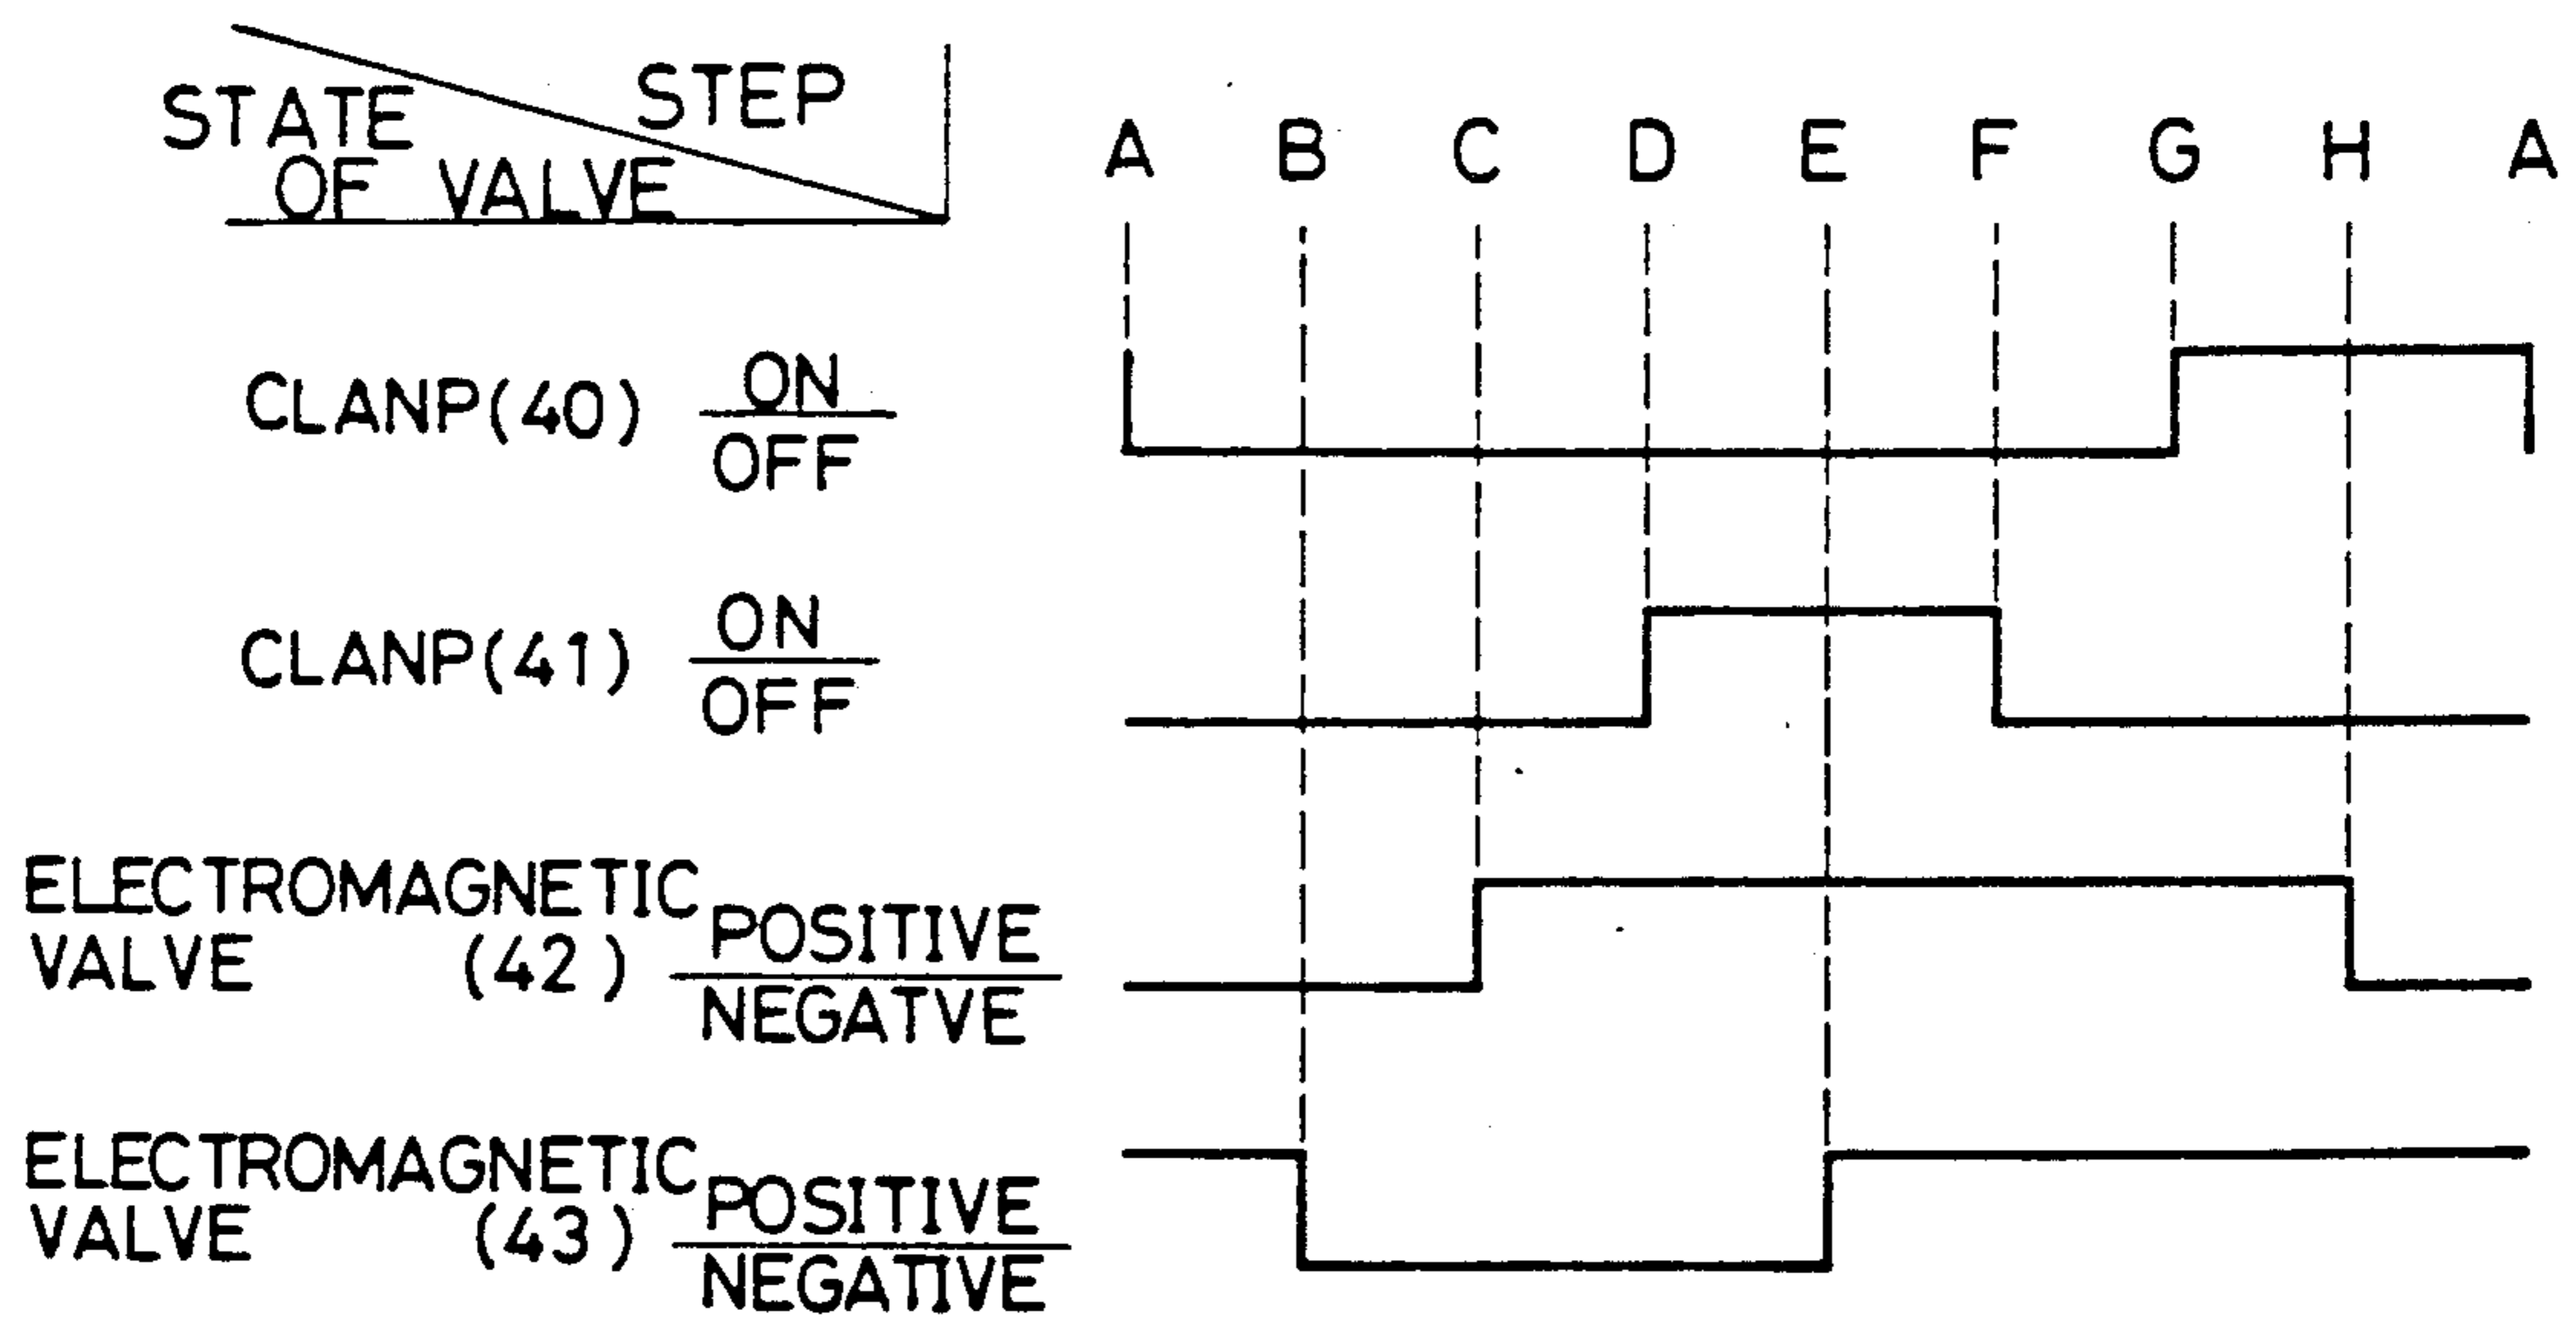 STEP
STATE
OF VALVE
A B C D E F G H A
CLANP(40) ON
OFF
CLANP(41) ON
OFF
ELECTROMAGNETIC
VALVE (42) POSITIVE
NEGATVE
ELECTROMAGNETIC
VALVE (43) POSITIVE
NEGATIVE